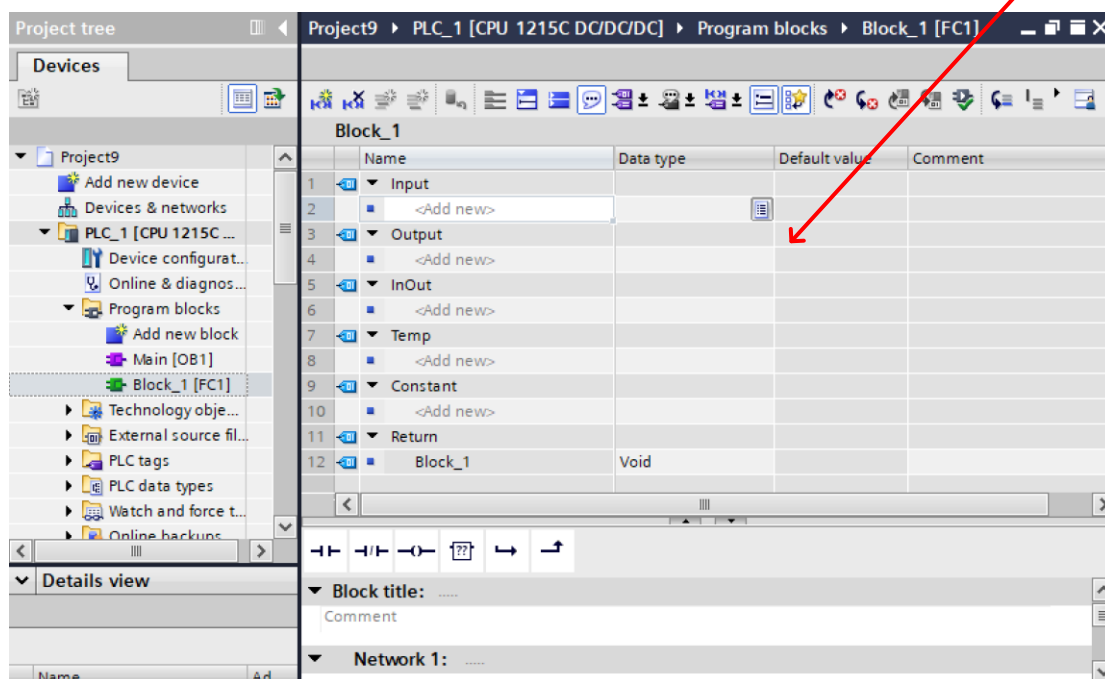 Project tree
Project9 PLC_1 [CPU 1215C DC/DC/DC] Program blocks Block_1 [FC1]
Devices
Block_1
Name Data type Default value Comment
1 Input
2 <Add new>
3 Output
4 <Add new>
5 InOut
6 <Add new>
7 Temp
8 <Add new>
9 Constant
10 <Add new>
11 Return
12 Block_1 Void
Project9
Add new device
Devices & networks
PLC_1 [CPU 1215C ...
Device configurat...
Online & diagnos...
Program blocks
Add new block
Main [OB1]
Block_1 [FC1]
Technology obje...
External source fil...
PLC tags
PLC data types
Watch and force t...
Online backups
Details view
Name Ad
??
Block title: .....
Comment
Network 1: .....